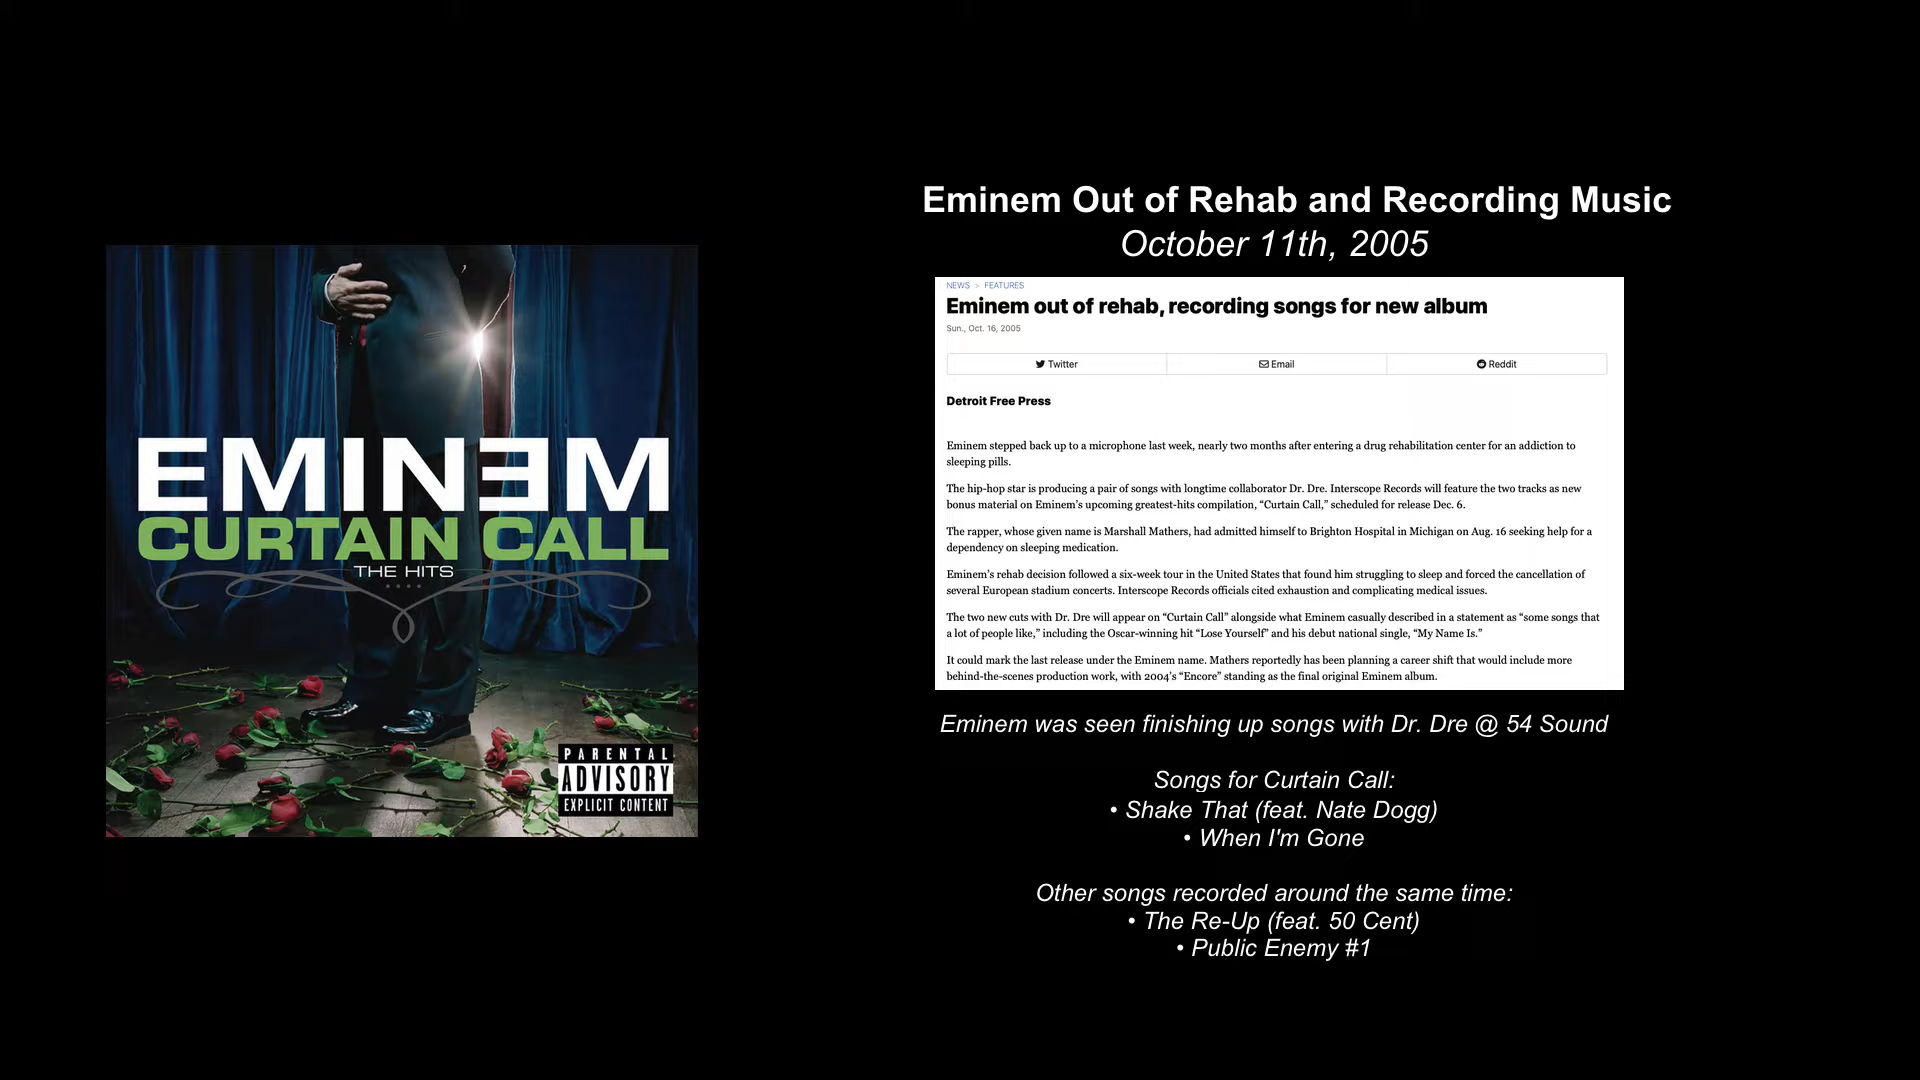 EMINƎM
CURTAIN CALL
THE HITS
PARENTAL
ADVISORY
EXPLICIT CONTENT
Eminem Out of Rehab and Recording Music
October 11th, 2005
NEWS > FEATURES
Eminem out of rehab, recording songs for new album
Sun., Oct. 16, 2005
Twitter
Email
Reddit
Detroit Free Press
Eminem stepped back up to a microphone last week, nearly two months after entering a drug rehabilitation center for an addiction to
sleeping pills.
The hip-hop star is producing a pair of songs with longtime collaborator Dr. Dre. Interscope Records will feature the two tracks as new
bonus material on Eminem’s upcoming greatest-hits compilation, “Curtain Call,” scheduled for release Dec. 6.
The rapper, whose given name is Marshall Mathers, had admitted himself to Brighton Hospital in Michigan on Aug. 16 seeking help for a
dependency on sleeping medication.
Eminem’s rehab decision followed a six-week tour in the United States that found him struggling to sleep and forced the cancellation of
several European stadium concerts. Interscope Records officials cited exhaustion and complicating medical issues.
The two new cuts with Dr. Dre will appear on “Curtain Call” alongside what Eminem casually described in a statement as “some songs that
a lot of people like,” including the Oscar-winning hit “Lose Yourself” and his debut national single, “My Name Is.”
It could mark the last release under the Eminem name. Mathers reportedly has been planning a career shift that would include more
behind-the-scenes production work, with 2004’s “Encore” standing as the final original Eminem album.
Eminem was seen finishing up songs with Dr. Dre @ 54 Sound
Songs for Curtain Call:
• Shake That (feat. Nate Dogg)
• When I'm Gone
Other songs recorded around the same time:
• The Re-Up (feat. 50 Cent)
• Public Enemy #1